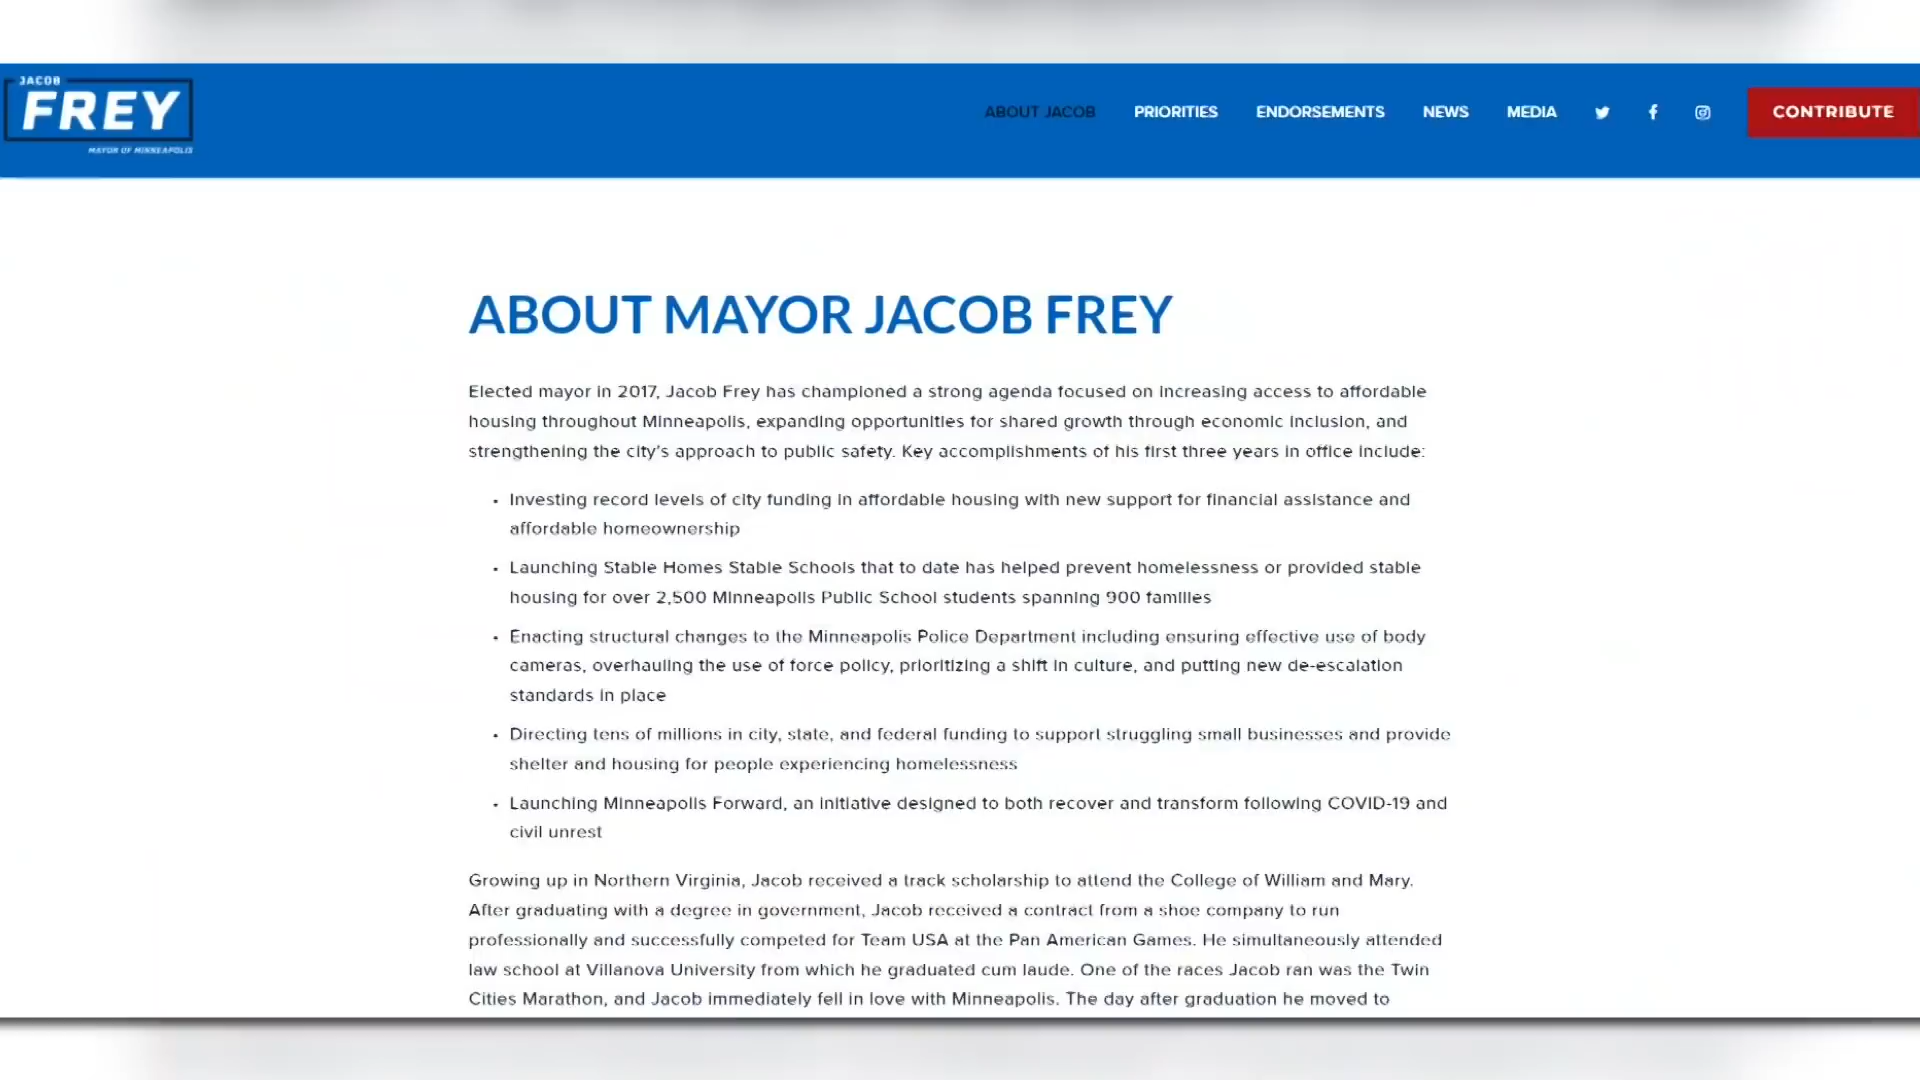 JACOB
FREY
MAYOR OF MINNEAPOLIS
ABOUT JACOB PRIORITIES ENDORSEMENTS NEWS MEDIA CONTRIBUTE
ABOUT MAYOR JACOB FREY
Elected mayor in 2017, Jacob Frey has championed a strong agenda focused on increasing access to affordable
housing throughout Minneapolis, expanding opportunities for shared growth through economic inclusion, and
strengthening the city's approach to public safety. Key accomplishments of his first three years in office include:
• Investing record levels of city funding in affordable housing with new support for financial assistance and
affordable homeownership
• Launching Stable Homes Stable Schools that to date has helped prevent homelessness or provided stable
housing for over 2,500 Minneapolis Public School students spanning 900 families
• Enacting structural changes to the Minneapolis Police Department including ensuring effective use of body
cameras, overhauling the use of force policy, prioritizing a shift in culture, and putting new de-escalation
standards in place
• Directing tens of millions in city, state, and federal funding to support struggling small businesses and provide
shelter and housing for people experiencing homelessness
• Launching Minneapolis Forward, an initiative designed to both recover and transform following COVID-19 and
civil unrest
Growing up in Northern Virginia, Jacob received a track scholarship to attend the College of William and Mary.
After graduating with a degree in government, Jacob received a contract from a shoe company to run
professionally and successfully competed for Team USA at the Pan American Games. He simultaneously attended
law school at Villanova University from which he graduated cum laude. One of the races Jacob ran was the Twin
Cities Marathon, and Jacob immediately fell in love with Minneapolis. The day after graduation he moved to